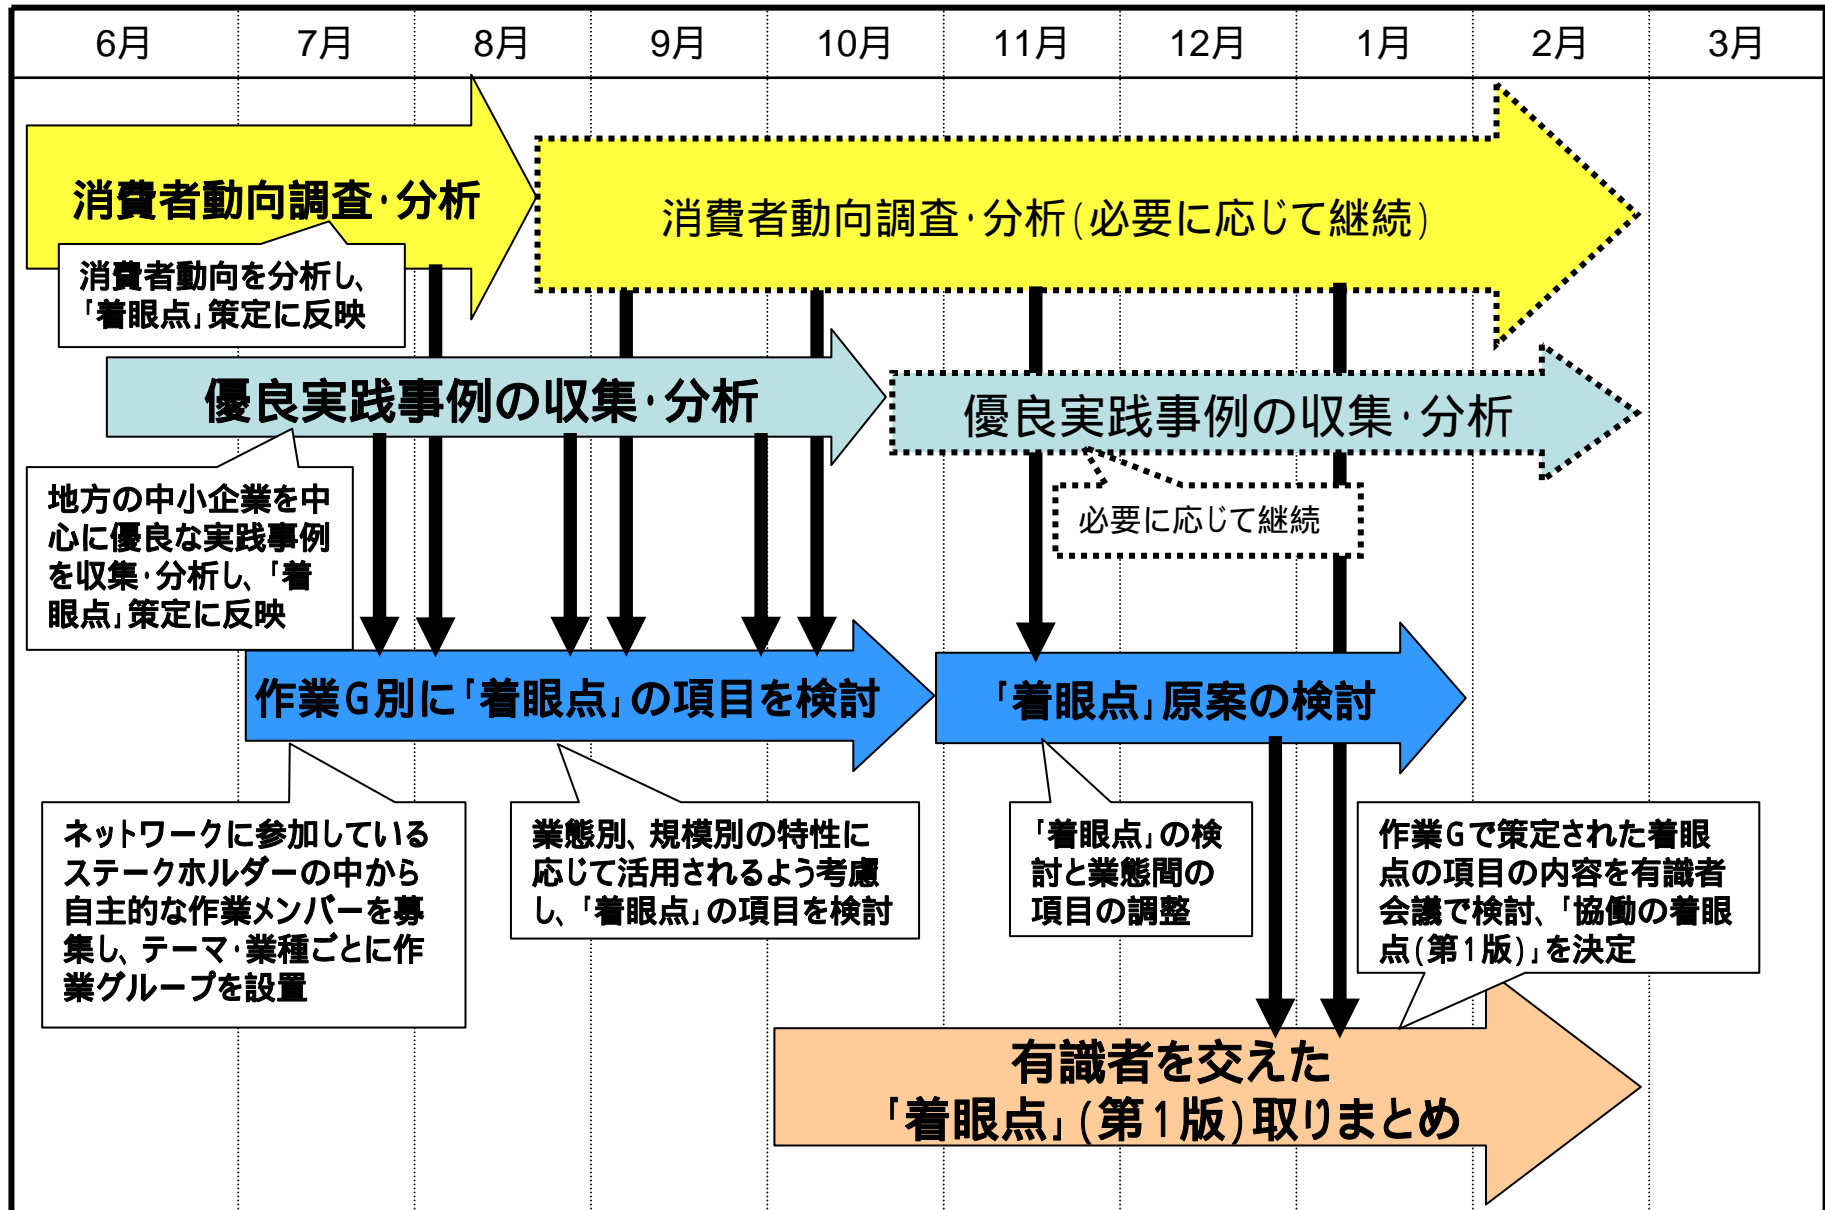 6月 7月 8月 9月 10月 11月 12月 1月 2月 3月
消費者動向調査・分析
消費者動向調査・分析(必要に応じて継続)
消費者動向を分析し、
「着眼点」策定に反映
優良実践事例の収集・分析
優良実践事例の収集・分析
必要に応じて継続
地方の中小企業を中
心に優良な実践事例
を収集・分析し、「着
眼点」策定に反映
作業G別に「着眼点」の項目を検討
「着眼点」原案の検討
ネットワークに参加している
ステークホルダーの中から
自主的な作業メンバーを募
集し、テーマ・業種ごとに作
業グループを設置
業態別、規模別の特性に
応じて活用されるよう考慮
し、「着眼点」の項目を検討
「着眼点」の検
討と業態間の
項目の調整
作業Gで策定された着眼
点の項目の内容を有識者
会議で検討、「協働の着眼
点(第1版)」を決定
有識者を交えた
「着眼点」(第1版)取りまとめ